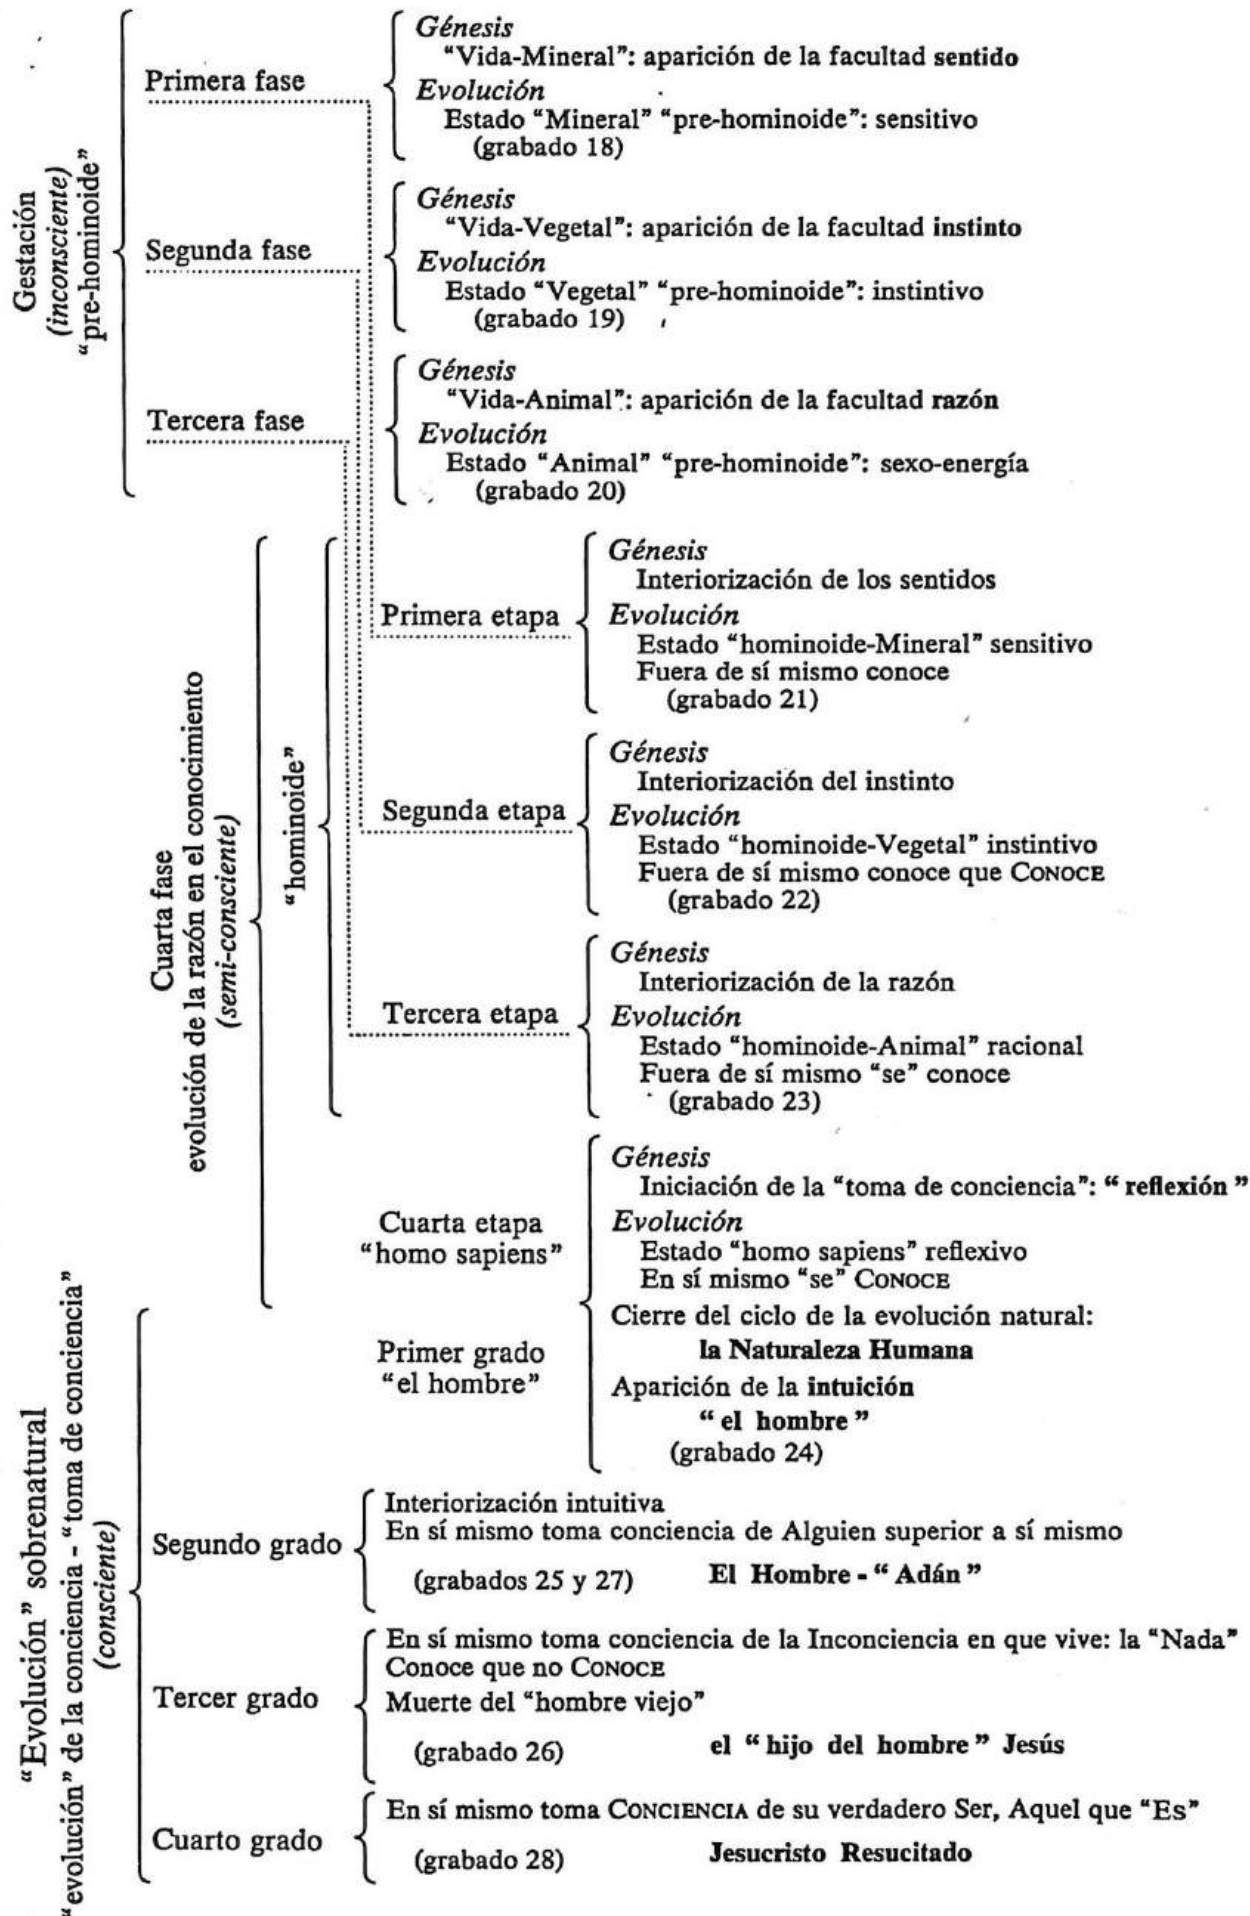 Gestación
(inconsciente)
"pre-hominoide"
Primera fase
Génesis
"Vida-Mineral": aparición de la facultad sentido
Evolución
Estado "Mineral" "pre-hominoide": sensitivo
(grabado 18)
Segunda fase
Génesis
"Vida-Vegetal": aparición de la facultad instinto
Evolución
Estado "Vegetal" "pre-hominoide": instintivo
(grabado 19)
Tercera fase
Génesis
"Vida-Animal": aparición de la facultad razón
Evolución
Estado "Animal" "pre-hominoide": sexo-energía
(grabado 20)
Cuarta fase
evolución de la razón en el conocimiento
(semi-consciente)
"hominoide"
Primera etapa
Génesis
Interiorización de los sentidos
Evolución
Estado "hominoide-Mineral" sensitivo
Fuera de sí mismo conoce
(grabado 21)
Segunda etapa
Génesis
Interiorización del instinto
Evolución
Estado "hominoide-Vegetal" instintivo
Fuera de sí mismo conoce que CONOCE
(grabado 22)
Tercera etapa
Génesis
Interiorización de la razón
Evolución
Estado "hominoide-Animal" racional
Fuera de sí mismo "se" conoce
(grabado 23)
Cuarta etapa
"homo sapiens"
Génesis
Iniciación de la "toma de conciencia": " reflexión "
Evolución
Estado "homo sapiens" reflexivo
En sí mismo "se" CONOCE
"Evolución" sobrenatural
"evolución" de la conciencia - "toma de conciencia"
(consciente)
Primer grado
"el hombre"
Cierre del ciclo de la evolución natural:
la Naturaleza Humana
Aparición de la intuición
" el hombre "
(grabado 24)
Segundo grado
Interiorización intuitiva
En sí mismo toma conciencia de Alguien superior a sí mismo
(grabados 25 y 27) El Hombre - " Adán "
Tercer grado
En sí mismo toma conciencia de la Inconciencia en que vive: la "Nada"
Conoce que no CONOCE
Muerte del "hombre viejo"
(grabado 26) el " hijo del hombre " Jesús
Cuarto grado
En sí mismo toma CONCIENCIA de su verdadero Ser, Aquel que "Es"
(grabado 28) Jesucristo Resucitado